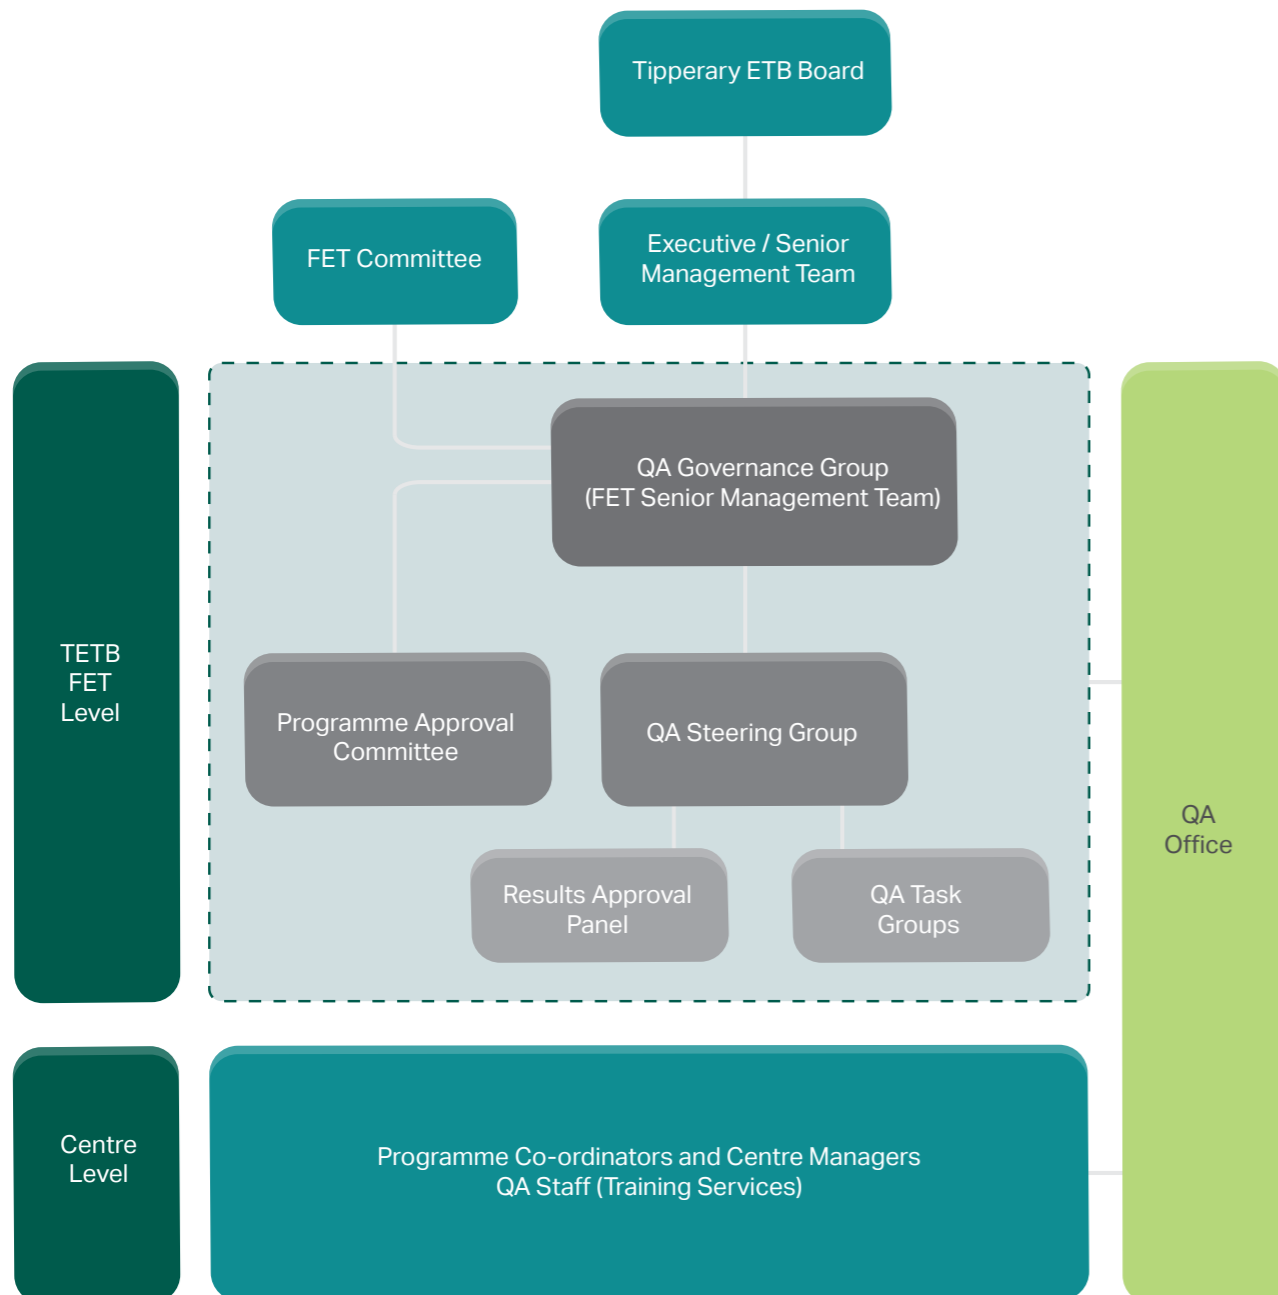 Tipperary ETB Board
FET Committee
Executive / Senior
Management Team
QA Governance Group
(FET Senior Management Team)
TETB
FET
Level
Programme Approval
Committee
QA Steering Group
QA
Office
Results Approval
Panel
QA Task
Groups
Centre
Level
Programme Co-ordinators and Centre Managers
QA Staff (Training Services)